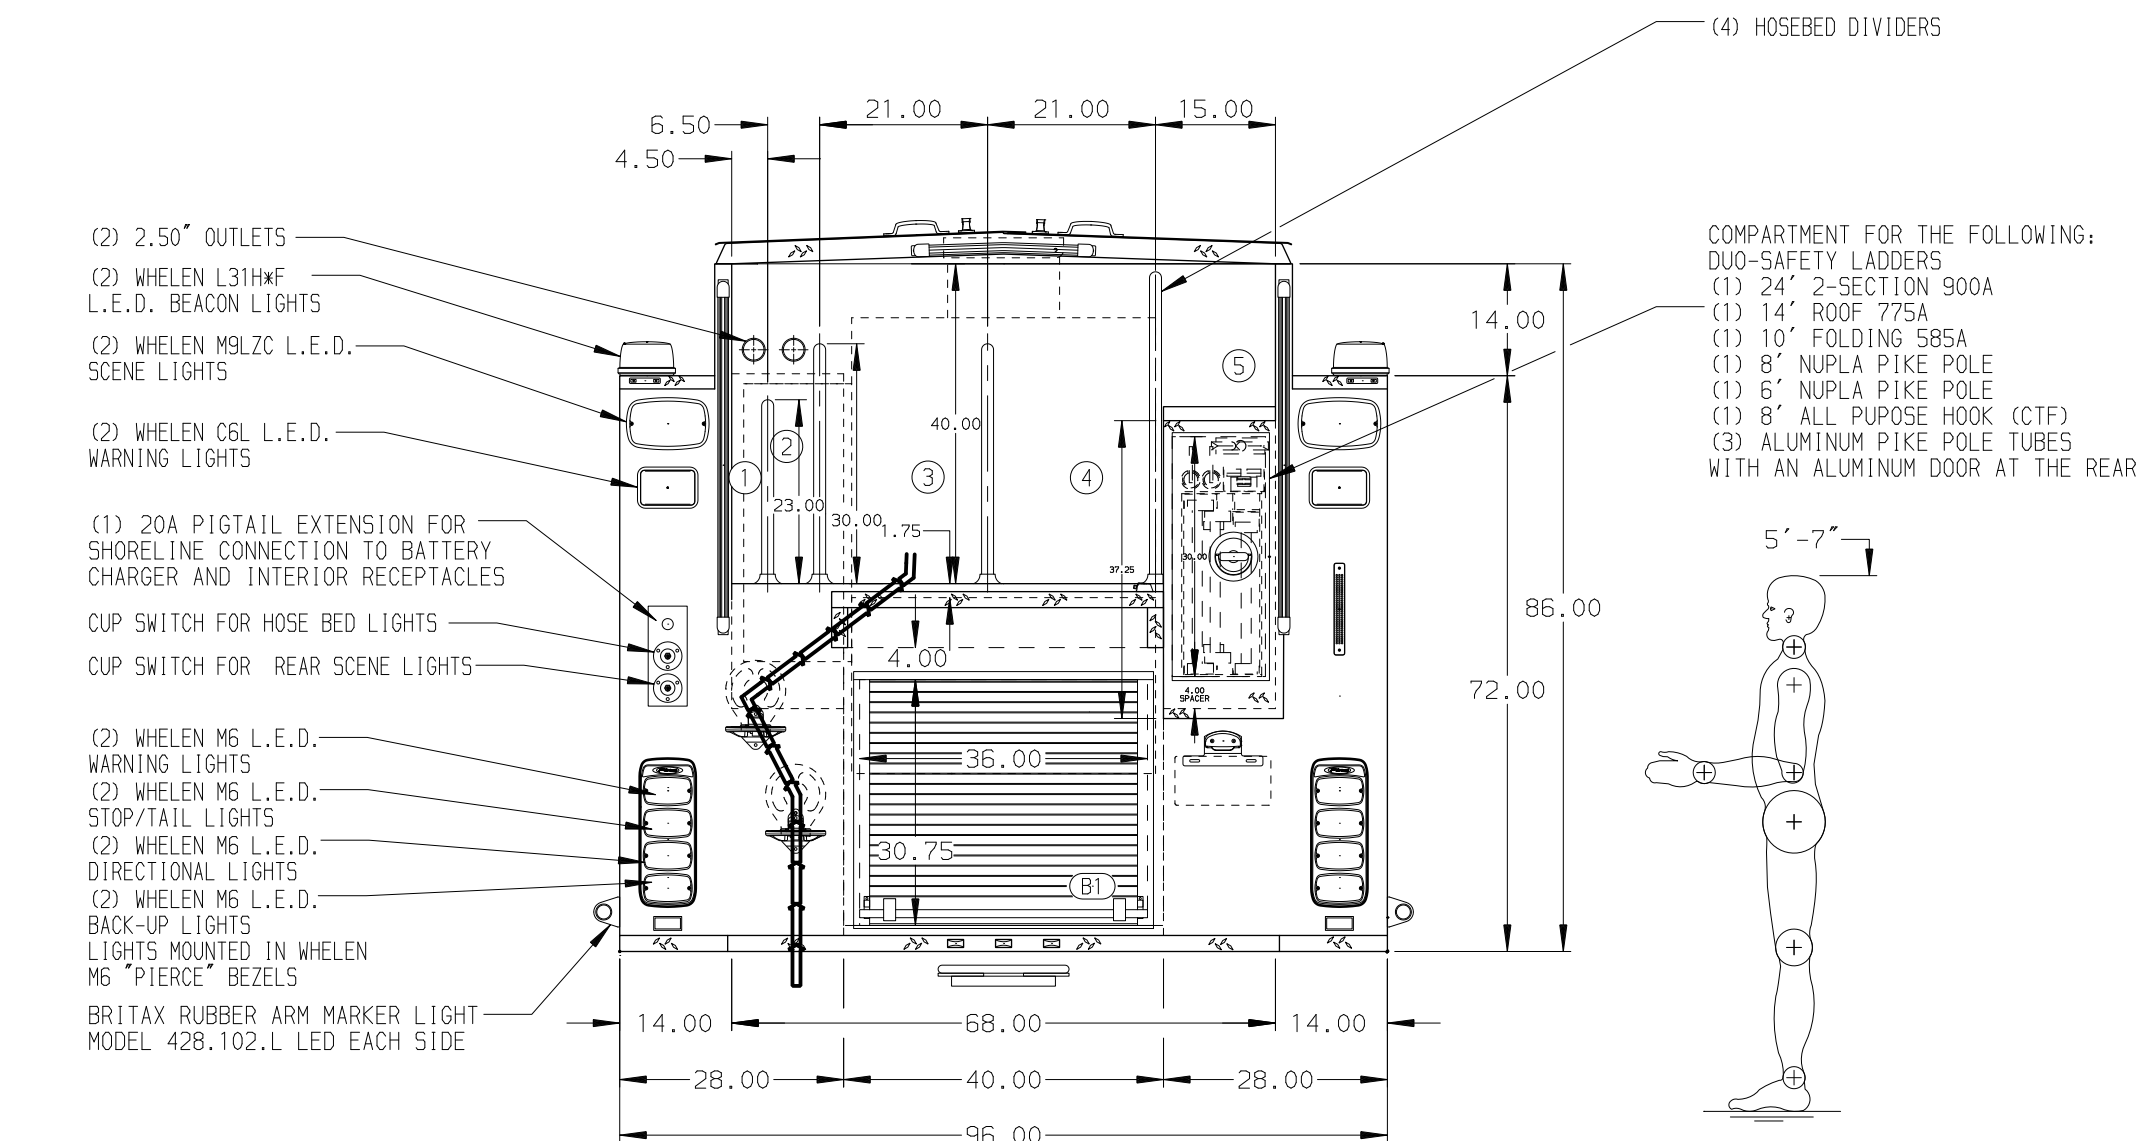 (4) HOSEBED DIVIDERS
21.00
21.00
15.00
6.50
4.50
(2) 2.50" OUTLETS
(2) WHELEN L31H*F
L.E.D. BEACON LIGHTS
(2) WHELEN M9LZC L.E.D.
SCENE LIGHTS
(2) WHELEN C6L L.E.D.
WARNING LIGHTS
(1) 20A PIGTAIL EXTENSION FOR
SHORELINE CONNECTION TO BATTERY
CHARGER AND INTERIOR RECEPTACLES
CUP SWITCH FOR HOSE BED LIGHTS
CUP SWITCH FOR REAR SCENE LIGHTS
(2) WHELEN M6 L.E.D.
WARNING LIGHTS
(2) WHELEN M6 L.E.D.
STOP/TAIL LIGHTS
(2) WHELEN M6 L.E.D.
DIRECTIONAL LIGHTS
(2) WHELEN M6 L.E.D.
BACK-UP LIGHTS
LIGHTS MOUNTED IN WHELEN
M6 "PIERCE" BEZELS
BRITAX RUBBER ARM MARKER LIGHT
MODEL 428.102.L LED EACH SIDE
COMPARTMENT FOR THE FOLLOWING:
DUO-SAFETY LADDERS
(1) 24' 2-SECTION 900A
(1) 14' ROOF 775A
(1) 10' FOLDING 585A
(1) 8' NUPLA PIKE POLE
(1) 6' NUPLA PIKE POLE
(1) 8' ALL PUPOSE HOOK (CTF)
(3) ALUMINUM PIKE POLE TUBES
WITH AN ALUMINUM DOOR AT THE REAR
14.00
5
40.00
2
1
3
4
23.00
30.00
1.75
37.25
30.00
5'-7"
86.00
4.00
72.00
4.00
SPACER
36.00
30.75
B1
14.00
68.00
14.00
28.00
40.00
28.00
96.00